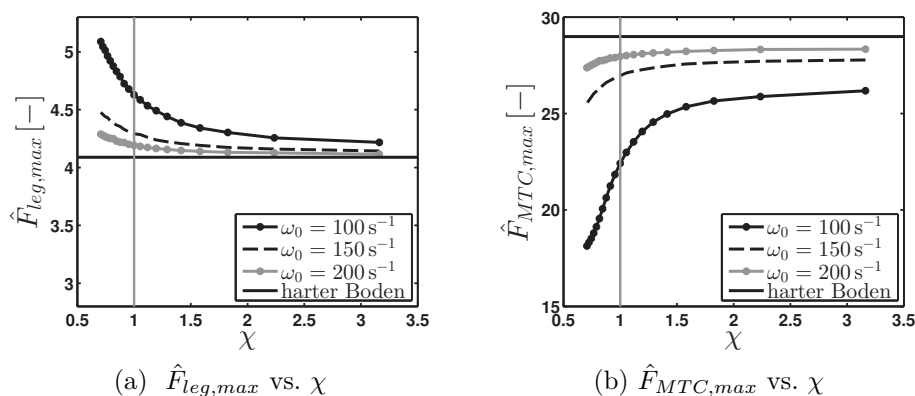 5
4.5
4
3.5
3
0.5
1
1.5
2
2.5
3
3.5
F̂_{leg,max} [−]
χ
ω₀ = 100 s⁻¹
ω₀ = 150 s⁻¹
ω₀ = 200 s⁻¹
harter Boden
(a) F̂_{leg,max} vs. χ
30
25
20
15
0.5
1
1.5
2
2.5
3
3.5
F̂_{MTC,max} [−]
χ
ω₀ = 100 s⁻¹
ω₀ = 150 s⁻¹
ω₀ = 200 s⁻¹
harter Boden
(b) F̂_{MTC,max} vs. χ